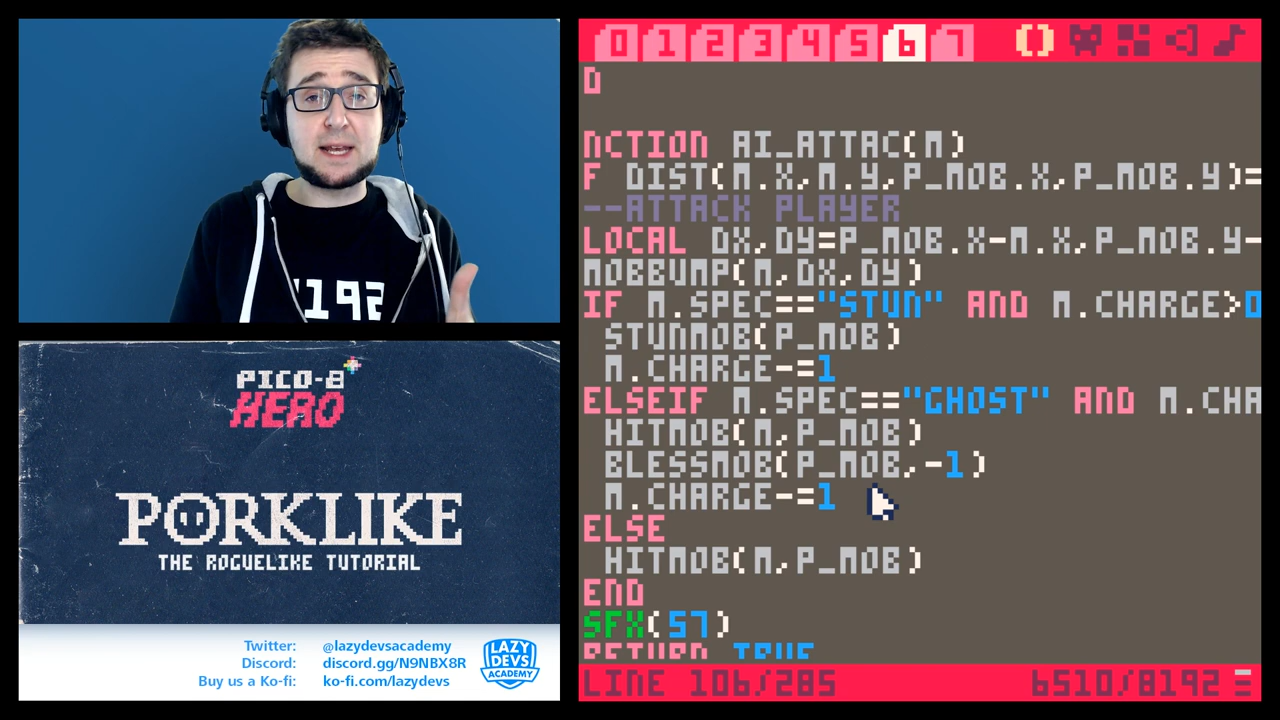 192
PICO-8
HERO
PORKLIKE
THE ROGUELIKE TUTORIAL
Twitter: @lazydevsacademy
Discord: discord.gg/N9NBX8R
Buy us a Ko-fi: ko-fi.com/lazydevs
LAZY
DEVS
ACADEMY
0 1 2 3 4 5 6 7 ()
D
NCTION AI_ATTAC(M)
F DIST(M.X,M.Y,P_MOB.X,P_MOB.Y)=
--ATTACK PLAYER
LOCAL DX,DY=P_MOB.X-M.X,P_MOB.Y-
MOBBUMP(M,DX,DY)
IF M.SPEC=="STUN" AND M.CHARGE>0
STUNMOB(P_MOB)
M.CHARGE-=1
ELSEIF M.SPEC=="GHOST" AND M.CHA
HITMOB(M,P_MOB)
BLESSMOB(P_MOB,-1)
M.CHARGE-=1
ELSE
HITMOB(M,P_MOB)
END
SFX(57)
RETURN TRUE
LINE 106/285 6510/8192